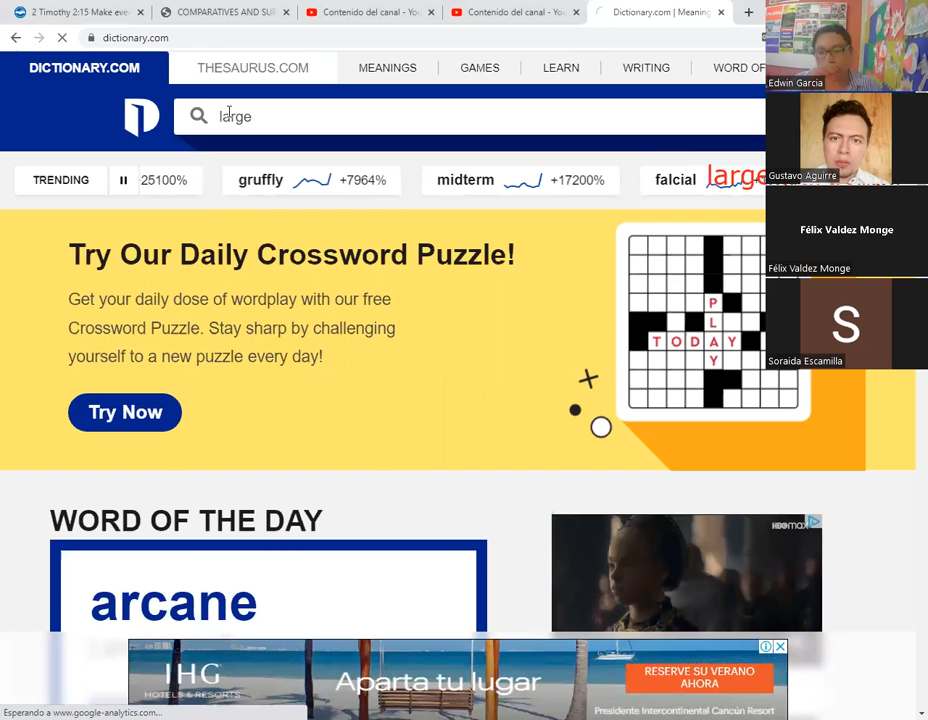 2 Timothy 2:15 Make eve
COMPARATIVES AND SUP
Contenido del canal - You
Contenido del canal - You
Dictionary.com | Meaning
dictionary.com
DICTIONARY.COM
THESAURUS.COM
MEANINGS
GAMES
LEARN
WRITING
WORD OF
large
TRENDING
25100%
gruffly
+7964%
midterm
+17200%
falcial
large
Try Our Daily Crossword Puzzle!
Get your daily dose of wordplay with our free
Crossword Puzzle. Stay sharp by challenging
yourself to a new puzzle every day!
Try Now
PLAY
TODAY
WORD OF THE DAY
arcane
HBOMAX
IHG
HOTELS & RESORTS
Aparta tu lugar
RESERVE SU VERANO
AHORA
Presidente Intercontinental Cancún Resort
Esperando a www.google-analytics.com...
Edwin Garcia
Gustavo Aguirre
Félix Valdez Monge
Félix Valdez Monge
S
Soraida Escamilla